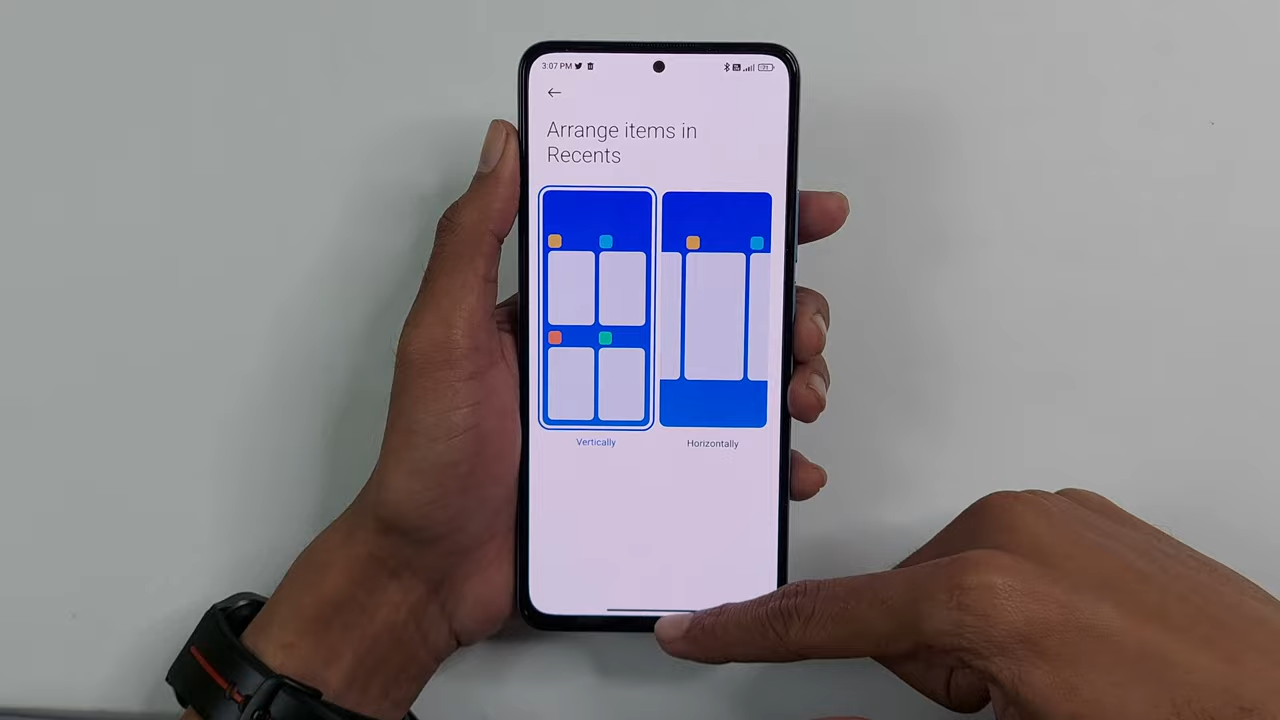 3:07 PM
Arrange items in
Recents
Vertically
Horizontally